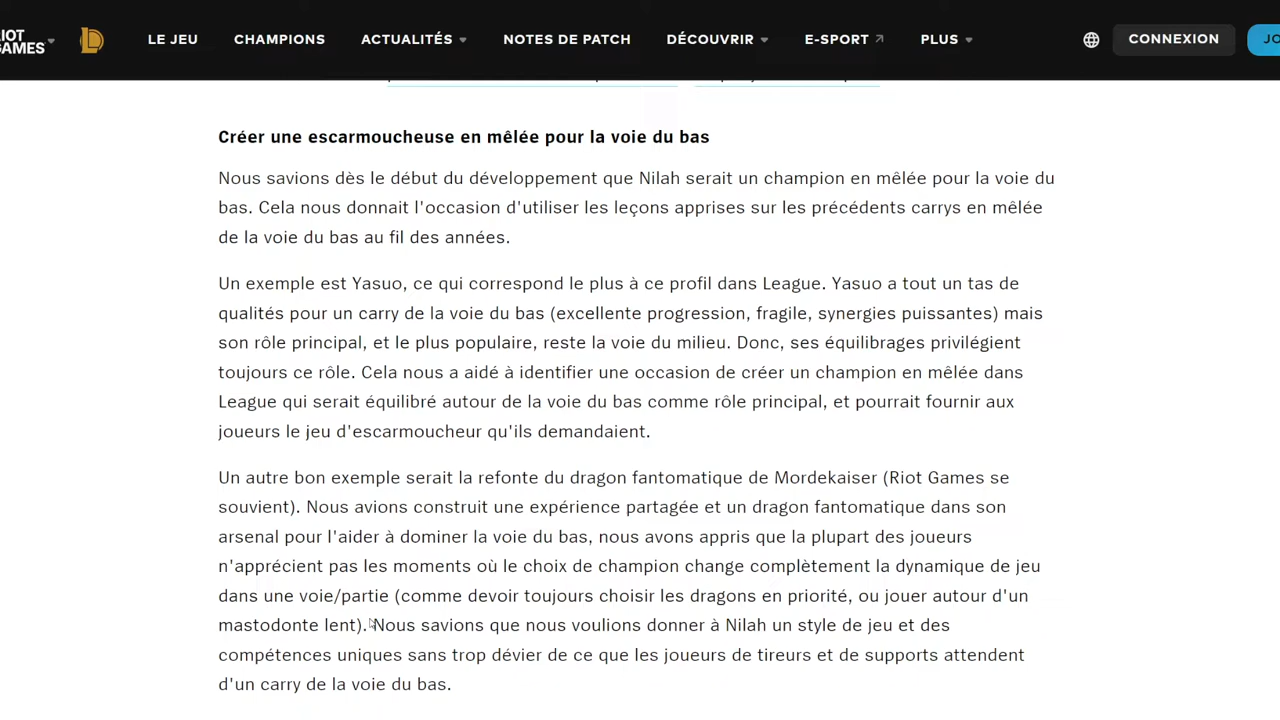 RIOT
GAMES
LE JEU
CHAMPIONS
ACTUALITÉS
NOTES DE PATCH
DÉCOUVRIR
E-SPORT
PLUS
CONNEXION
JO
Créer une escarmoucheuse en mêlée pour la voie du bas
Nous savions dès le début du développement que Nilah serait un champion en mêlée pour la voie du
bas. Cela nous donnait l'occasion d'utiliser les leçons apprises sur les précédents carrys en mêlée
de la voie du bas au fil des années.
Un exemple est Yasuo, ce qui correspond le plus à ce profil dans League. Yasuo a tout un tas de
qualités pour un carry de la voie du bas (excellente progression, fragile, synergies puissantes) mais
son rôle principal, et le plus populaire, reste la voie du milieu. Donc, ses équilibrages privilégient
toujours ce rôle. Cela nous a aidé à identifier une occasion de créer un champion en mêlée dans
League qui serait équilibré autour de la voie du bas comme rôle principal, et pourrait fournir aux
joueurs le jeu d'escarmoucheur qu'ils demandaient.
Un autre bon exemple serait la refonte du dragon fantomatique de Mordekaiser (Riot Games se
souvient). Nous avions construit une expérience partagée et un dragon fantomatique dans son
arsenal pour l'aider à dominer la voie du bas, nous avons appris que la plupart des joueurs
n'apprécient pas les moments où le choix de champion change complètement la dynamique de jeu
dans une voie/partie (comme devoir toujours choisir les dragons en priorité, ou jouer autour d'un
mastodonte lent). Nous savions que nous voulions donner à Nilah un style de jeu et des
compétences uniques sans trop dévier de ce que les joueurs de tireurs et de supports attendent
d'un carry de la voie du bas.